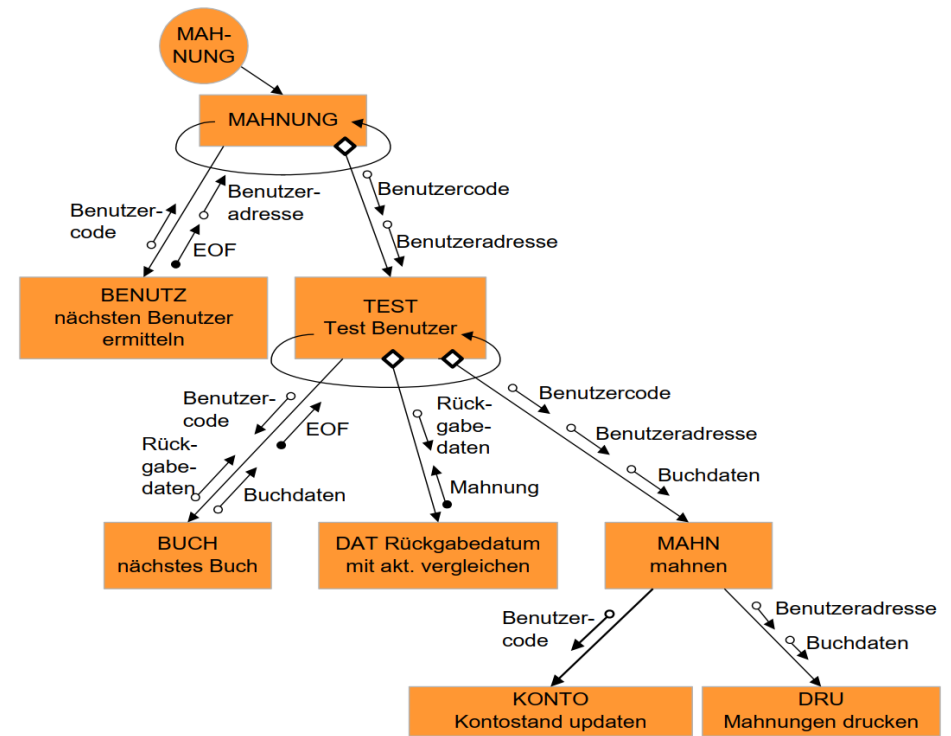 MAH-
NUNG
MAHNUNG
Benutzer-
code
Benutzer-
adresse
EOF
Benutzercode
Benutzeradresse
BENUTZ
nächsten Benutzer
ermitteln
TEST
Test Benutzer
Benutzer-
code
Rück-
gabe-
daten
EOF
Buchdaten
Rück-
gabe-
daten
Mahnung
Benutzercode
Benutzeradresse
Buchdaten
BUCH
nächstes Buch
DAT Rückgabedatum
mit akt. vergleichen
MAHN
mahnen
Benutzer-
code
Benutzeradresse
Buchdaten
KONTO
Kontostand updaten
DRU
Mahnungen drucken